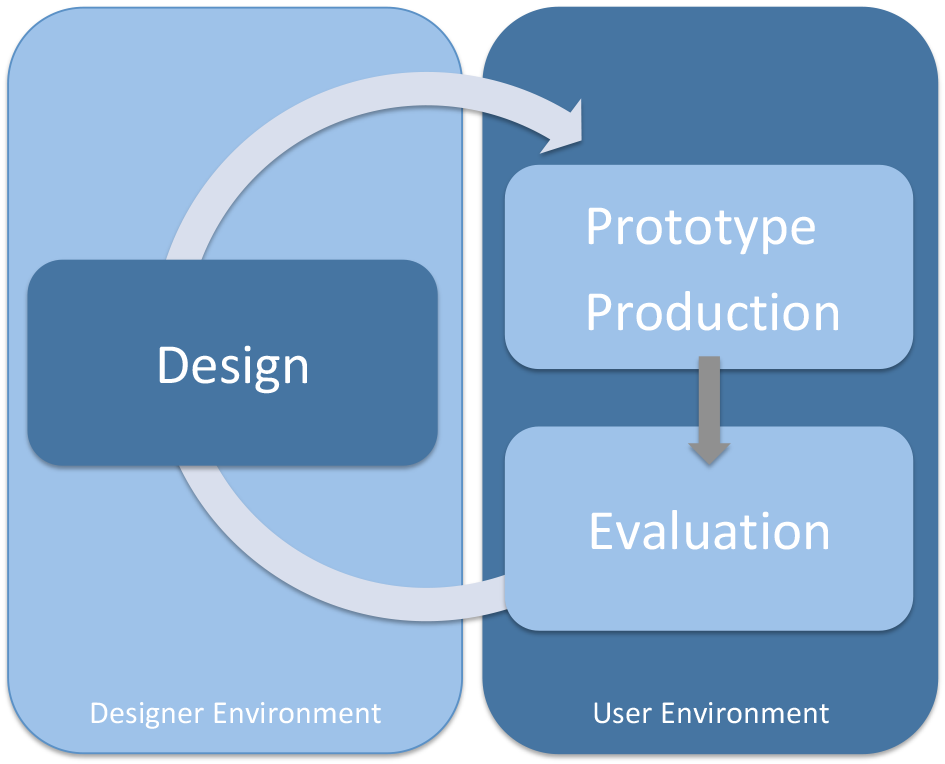 Prototype
Production
Design
Evaluation
Designer Environment
User Environment